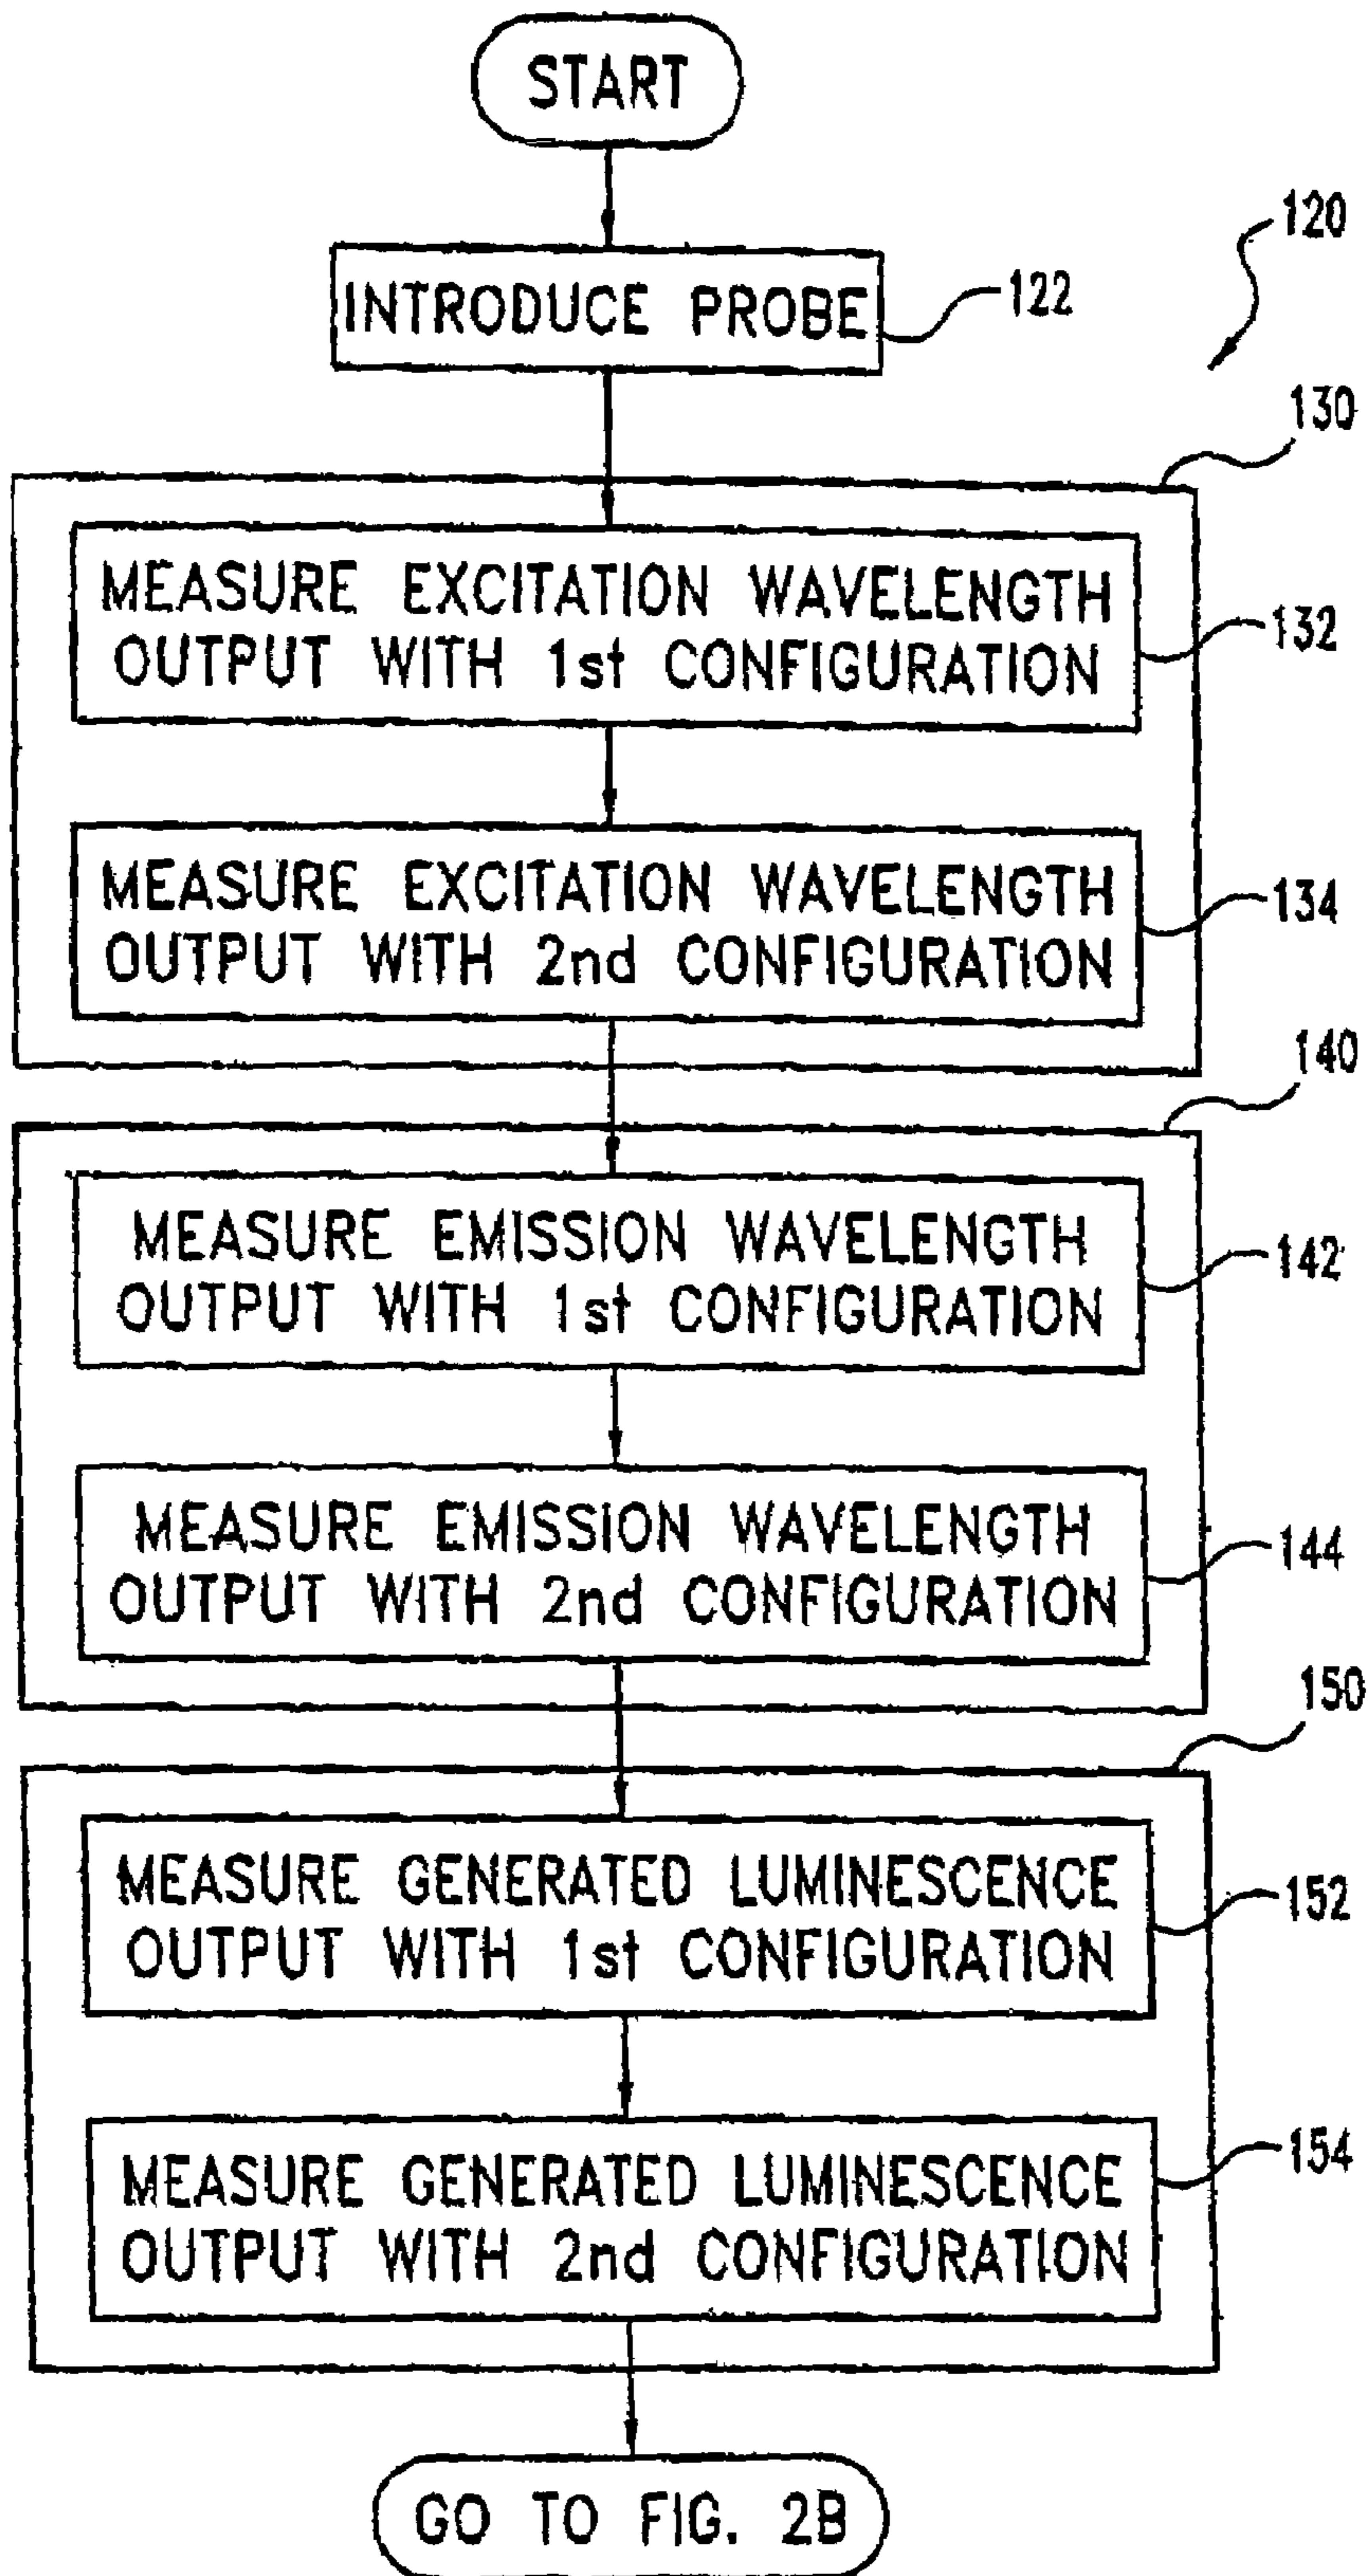 START
120
INTRODUCE PROBE
122
130
MEASURE EXCITATION WAVELENGTH
OUTPUT WITH 1st CONFIGURATION
132
MEASURE EXCITATION WAVELENGTH
OUTPUT WITH 2nd CONFIGURATION
134
140
MEASURE EMISSION WAVELENGTH
OUTPUT WITH 1st CONFIGURATION
142
MEASURE EMISSION WAVELENGTH
OUTPUT WITH 2nd CONFIGURATION
144
150
MEASURE GENERATED LUMINESCENCE
OUTPUT WITH 1st CONFIGURATION
152
MEASURE GENERATED LUMINESCENCE
OUTPUT WITH 2nd CONFIGURATION
154
GO TO FIG. 2B